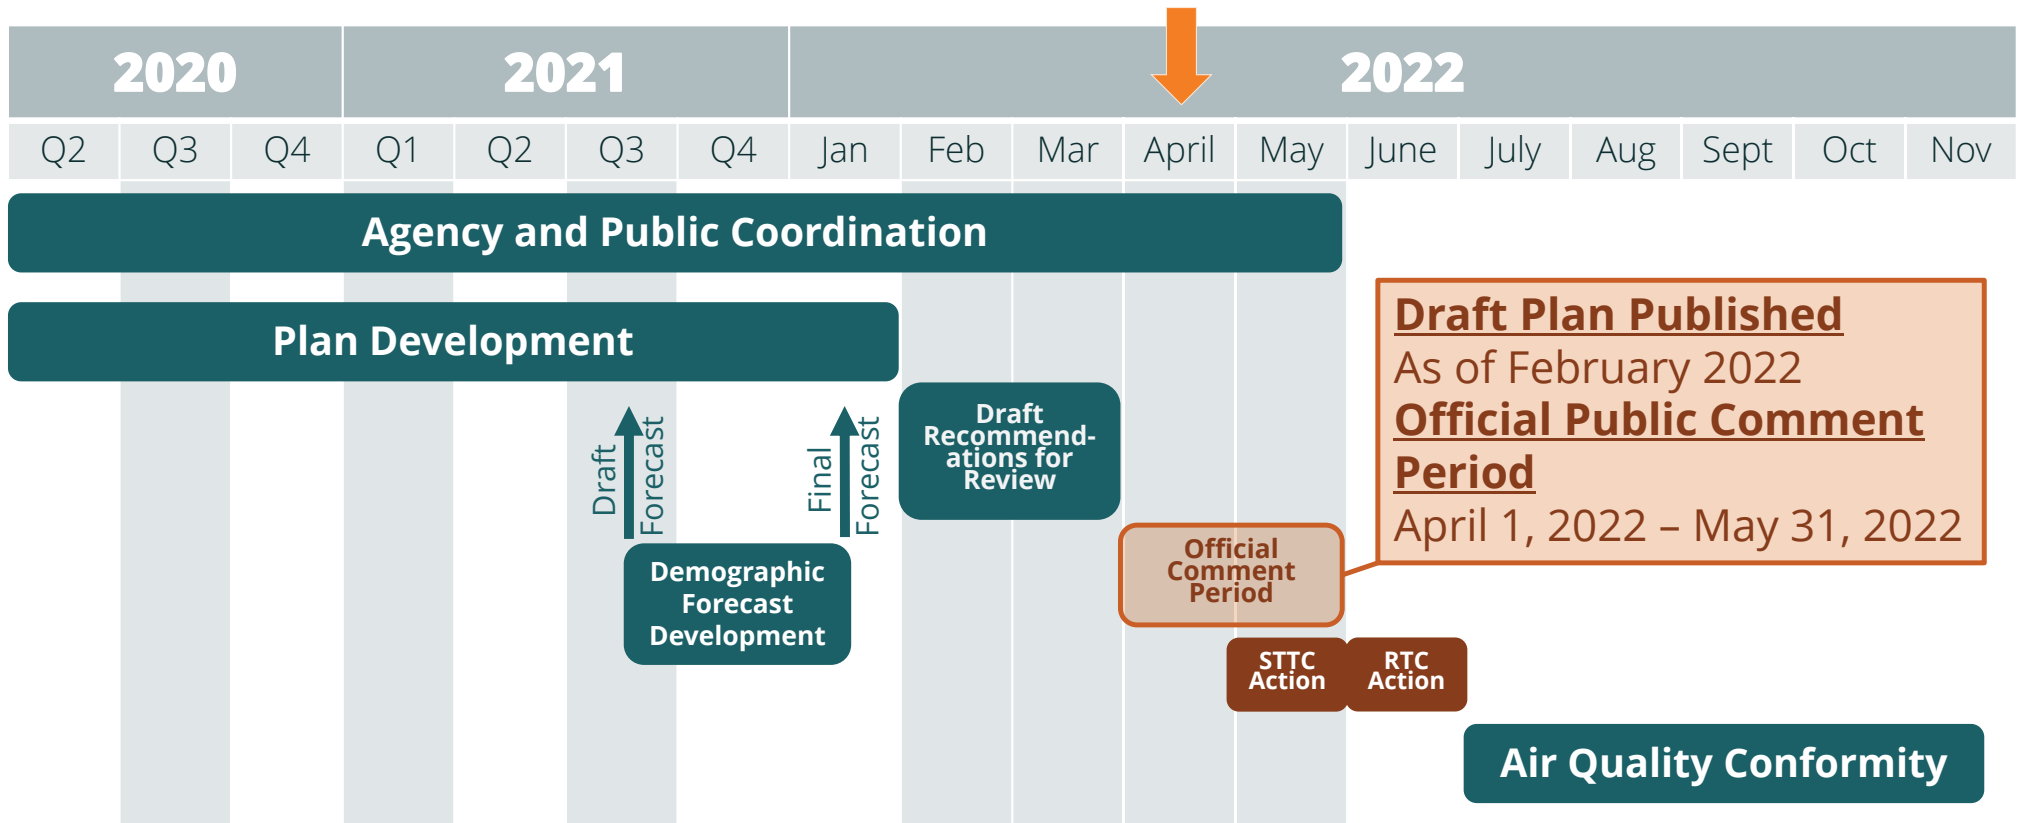 2020 2021 2022
Q2 Q3 Q4 Q1 Q2 Q3 Q4 Jan Feb Mar April May June July Aug Sept Oct Nov
Agency and Public Coordination
Plan Development
Draft
Forecast
Final
Forecast
Draft
Recommend-
ations for
Review
Draft Plan Published
As of February 2022
Official Public Comment
Period
April 1, 2022 – May 31, 2022
Official
Comment
Period
Demographic
Forecast
Development
STTC
Action
RTC
Action
Air Quality Conformity